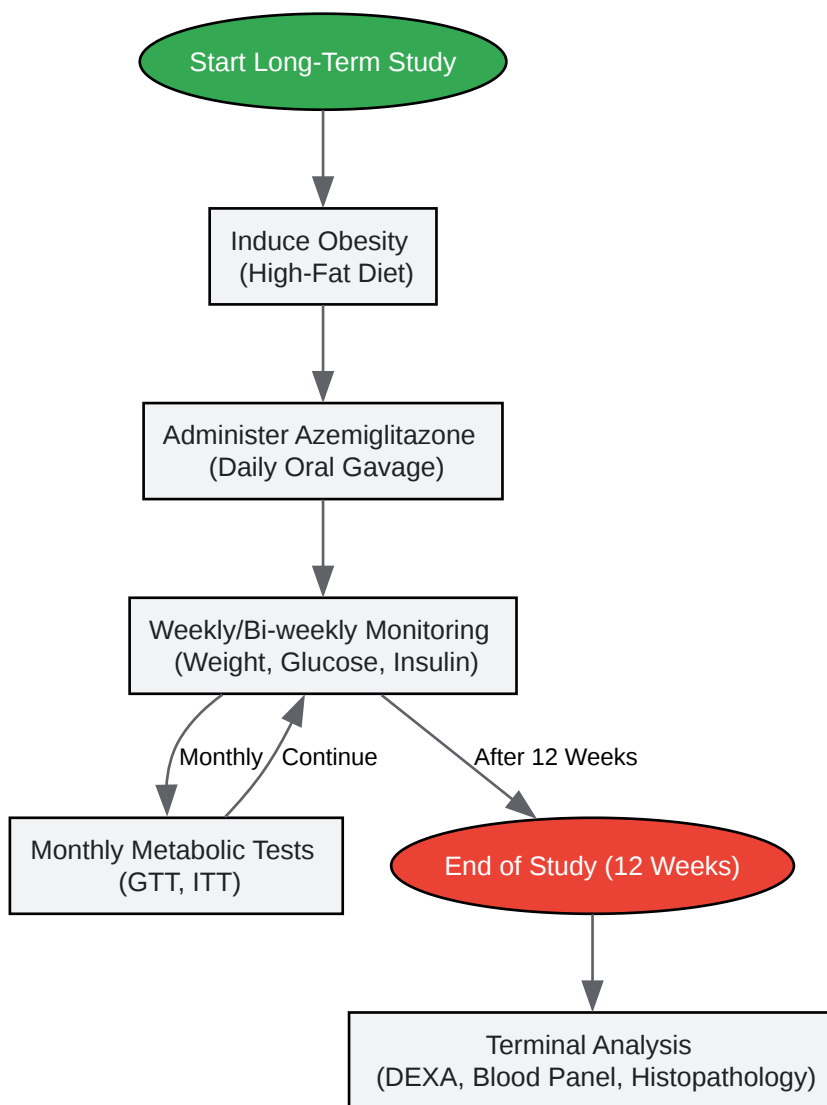 Start Long-Term Study
Induce Obesity
(High-Fat Diet)
Administer Azemiglitazone
(Daily Oral Gavage)
Weekly/Bi-weekly Monitoring
(Weight, Glucose, Insulin)
Monthly
Continue
After 12 Weeks
Monthly Metabolic Tests
(GTT, ITT)
End of Study (12 Weeks)
Terminal Analysis
(DEXA, Blood Panel, Histopathology)